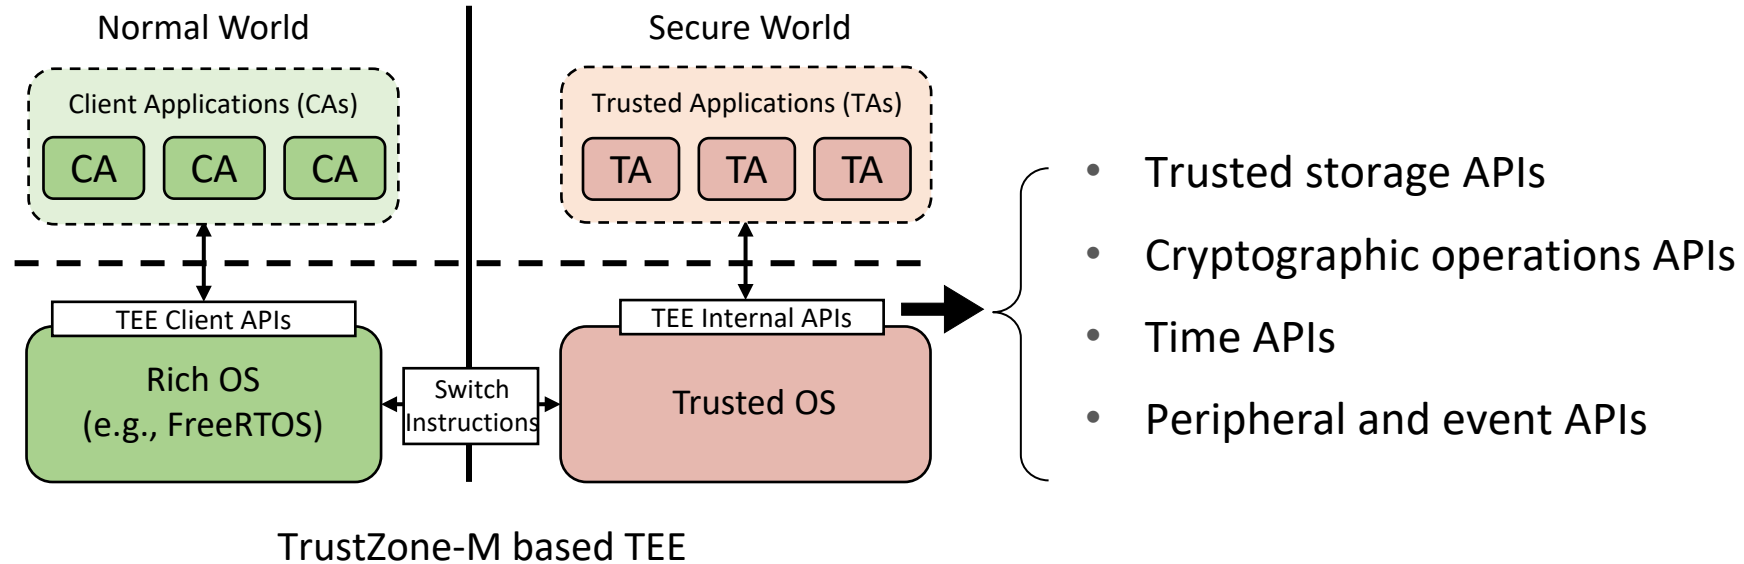 Normal World
Secure World
Client Applications (CAs)
CA CA CA
Trusted Applications (TAs)
TA TA TA
TEE Client APIs
Rich OS
(e.g., FreeRTOS)
Switch
Instructions
TEE Internal APIs
Trusted OS
• Trusted storage APIs
• Cryptographic operations APIs
• Time APIs
• Peripheral and event APIs
TrustZone-M based TEE